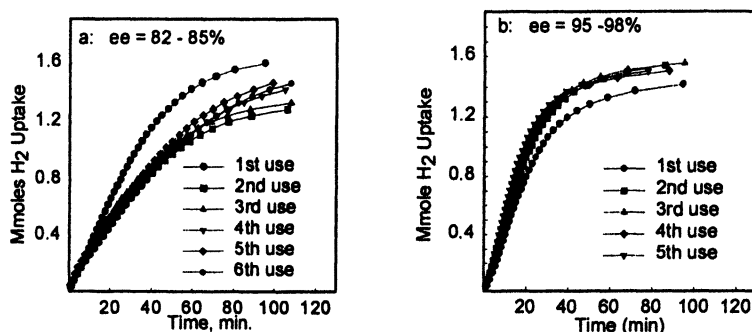 a: ee = 82 - 85%
Mmoles H2 Uptake
1.6
1.2
0.8
0.4
1st use
2nd use
3rd use
4th use
5th use
6th use
20 40 60 80 100 120
Time, min.
b: ee = 95 -98%
Mmole H2 Uptake
1.6
1.2
0.8
0.4
1st use
2nd use
3rd use
4th use
5th use
20 40 60 80 100 120
Time (min)